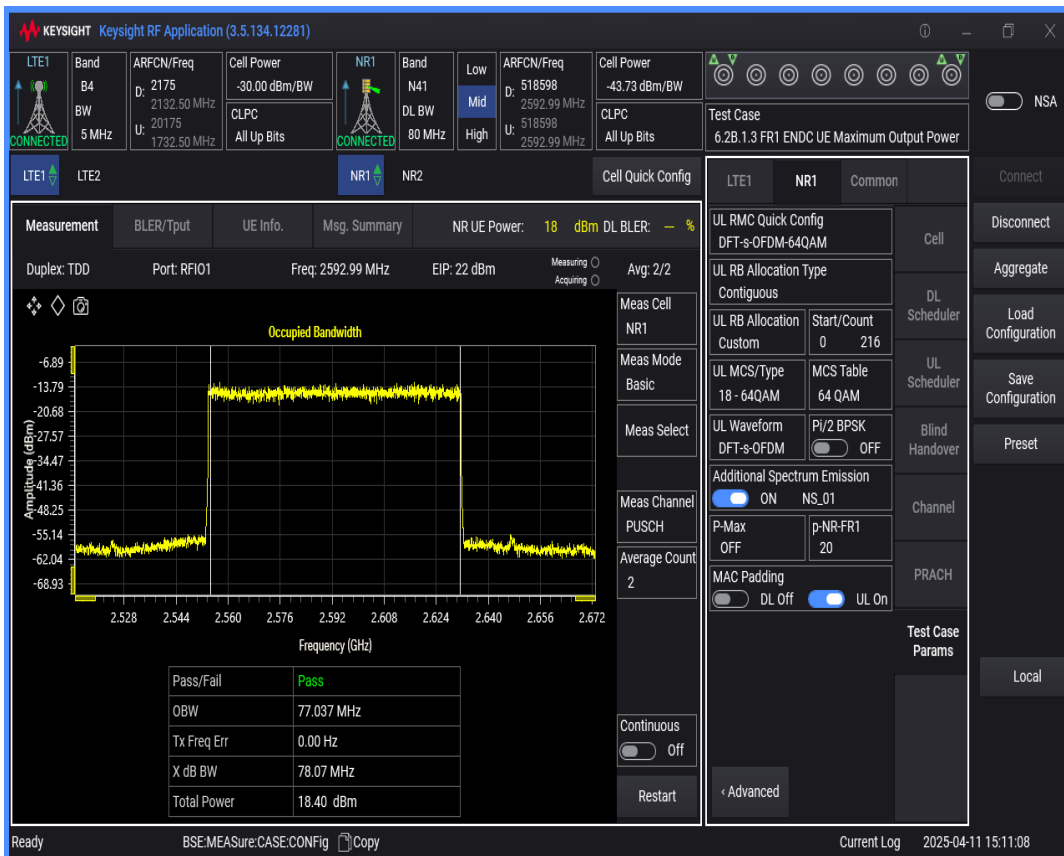 KEYSIGHT Keysight RF Application (3.5.134.12281)
LTE1 Band ARFCN/Freq Cell Power NR1 Band Low ARFCN/Freq Cell Power
B4 D: 2175 -30.00 dBm/BW N41 D: 518598 -43.73 dBm/BW
2132.50 MHz 2592.99 MHz
BW CLPC DL BW Mid CLPC
5 MHz U: 20175 All Up Bits 80 MHz High U: 518598 All Up Bits
1732.50 MHz 2592.99 MHz
CONNECTED CONNECTED
Test Case
6.2B.1.3 FR1 ENDC UE Maximum Output Power
NSA
LTE1 LTE2 NR1 NR2 Cell Quick Config
Measurement BLER/Tput UE Info. Msg. Summary NR UE Power: 18 dBm DL BLER: — %
Duplex: TDD Port: RFIO1 Freq: 2592.99 MHz EIP: 22 dBm Measuring Avg: 2/2
Acquiring
Occupied Bandwidth
Amplitude (dBm)
-6.89
-13.79
-20.68
-27.57
-34.47
-41.36
-48.25
-55.14
-62.04
-68.93
2.528 2.544 2.560 2.576 2.592 2.608 2.624 2.640 2.656 2.672
Frequency (GHz)
Pass/Fail Pass
OBW 77.037 MHz
Tx Freq Err 0.00 Hz
X dB BW 78.07 MHz
Total Power 18.40 dBm
Meas Cell
NR1
Meas Mode
Basic
Meas Select
Meas Channel
PUSCH
Average Count
2
Continuous
Off
Restart
LTE1 NR1 Common
UL RMC Quick Config
DFT-s-OFDM-64QAM
UL RB Allocation Type
Contiguous
UL RB Allocation Start/Count
Custom 0 216
UL MCS/Type MCS Table
18 - 64QAM 64 QAM
UL Waveform Pi/2 BPSK
DFT-s-OFDM OFF
Additional Spectrum Emission
ON NS_01
P-Max p-NR-FR1
OFF 20
MAC Padding
DL Off UL On
‹ Advanced
Cell
DL
Scheduler
UL
Scheduler
Blind
Handover
Channel
PRACH
Test Case
Params
Connect
Disconnect
Aggregate
Load
Configuration
Save
Configuration
Preset
Local
Ready BSE:MEASure:CASE:CONFig Copy Current Log 2025-04-11 15:11:08